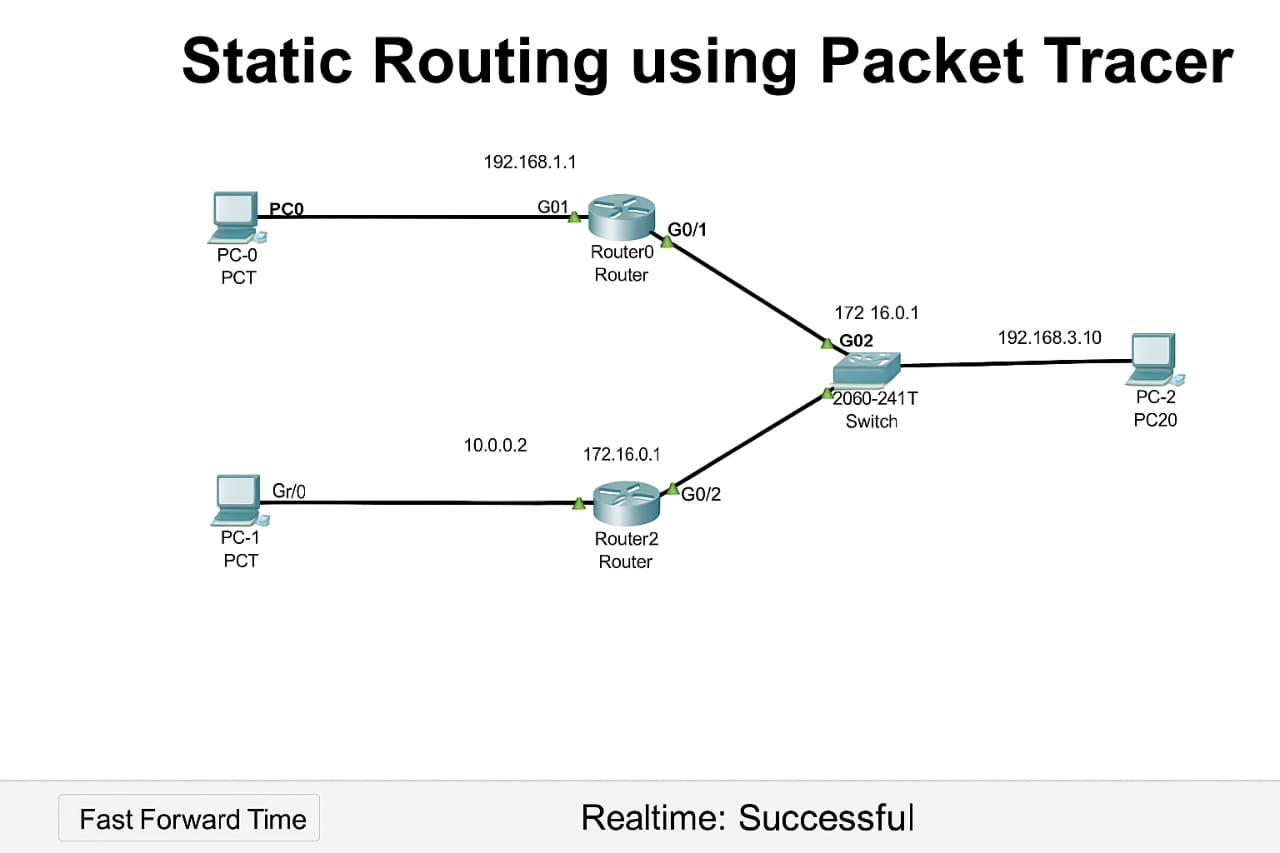 Static Routing using Packet Tracer
192.168.1.1
PC0
G01
G0/1
PC-0
PCT
Router0
Router
172 16.0.1
G02
192.168.3.10
2060-241T
Switch
PC-2
PC20
10.0.0.2
172.16.0.1
Gr/0
G0/2
PC-1
PCT
Router2
Router
Fast Forward Time
Realtime: Successful